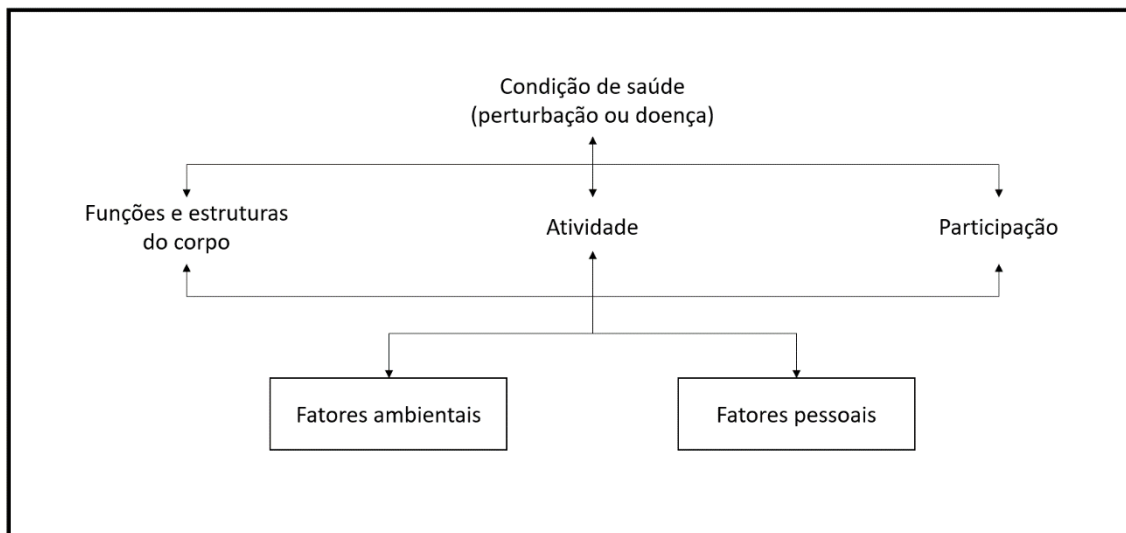 Condição de saúde
(perturbação ou doença)
Funções e estruturas
do corpo
Atividade
Participação
Fatores ambientais
Fatores pessoais